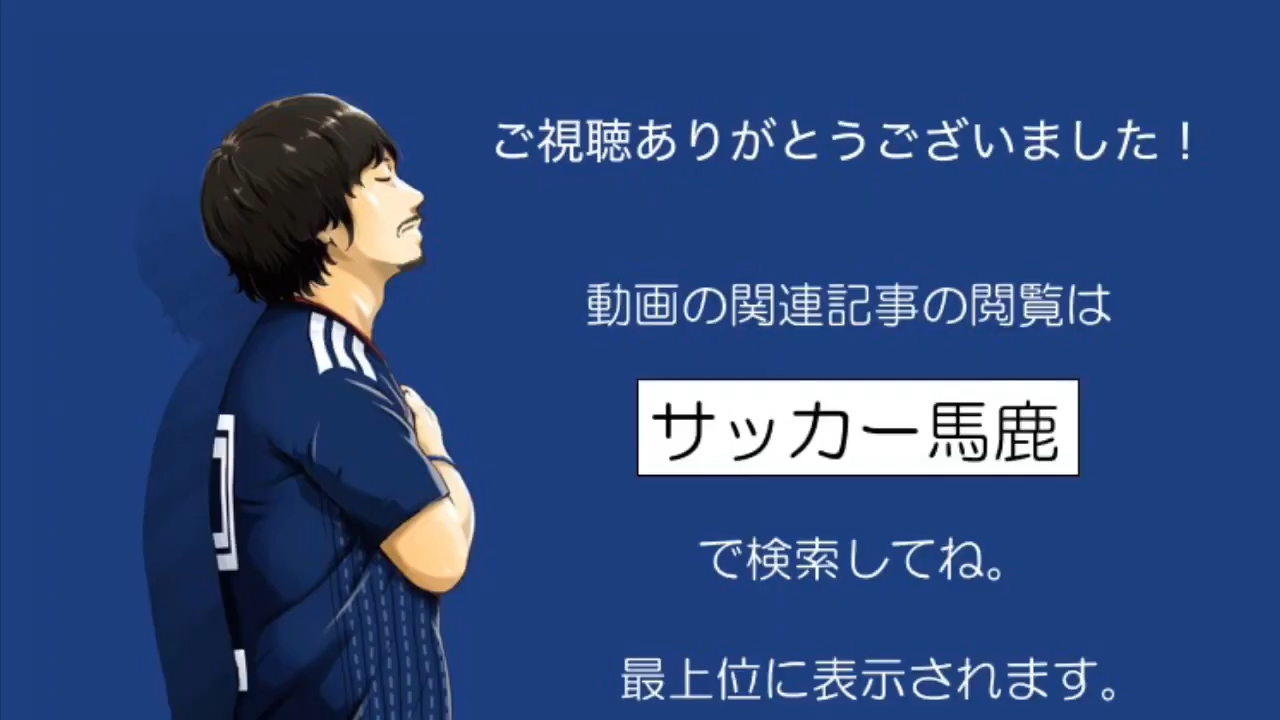 ご視聴ありがとうございました！
動画の関連記事の閲覧は
サッカー馬鹿
で検索してね。
最上位に表示されます。